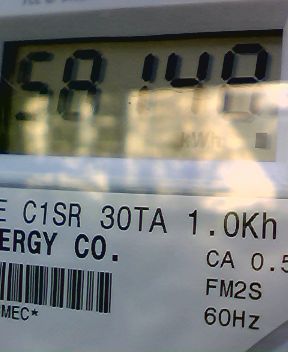 58148
kWh
E C1SR 30TA 1.0Kh
ERGY CO.
CA 0.5
FM2S
60Hz
MEC*